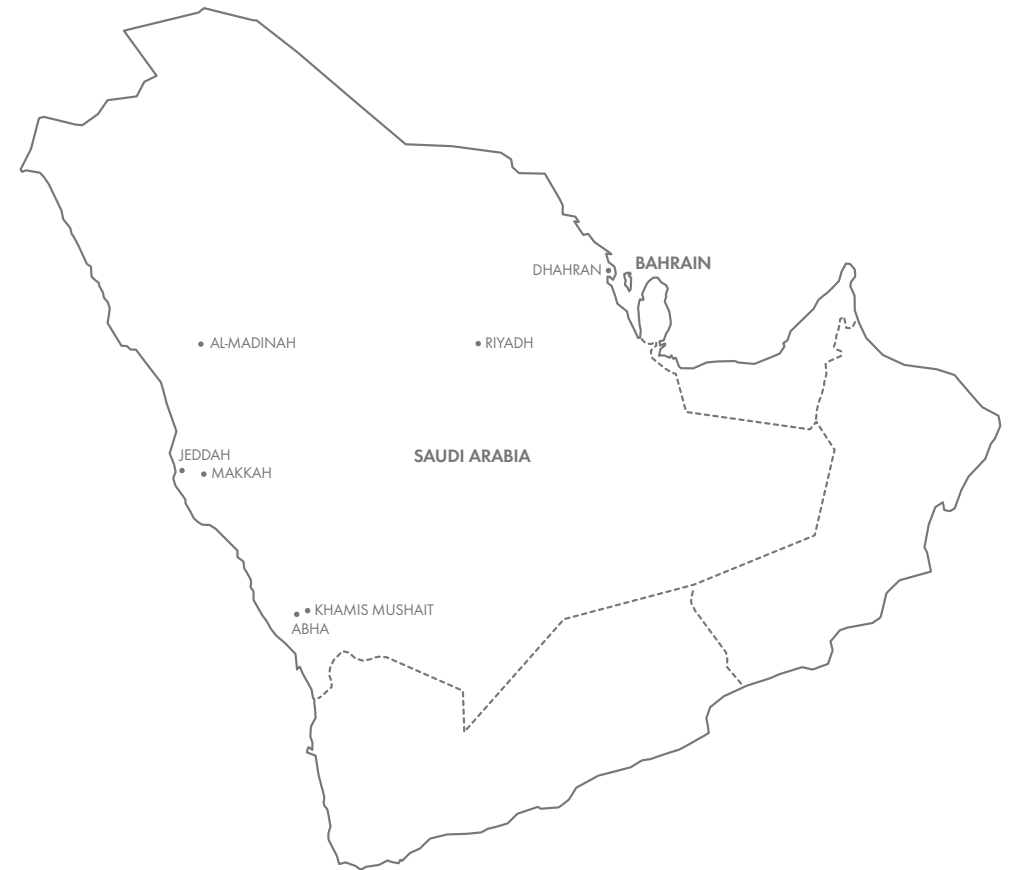 BAHRAIN
DHAHRAN
AL-MADINAH
RIYADH
JEDDAH
SAUDI ARABIA
MAKKAH
KHAMIS MUSHAIT
ABHA